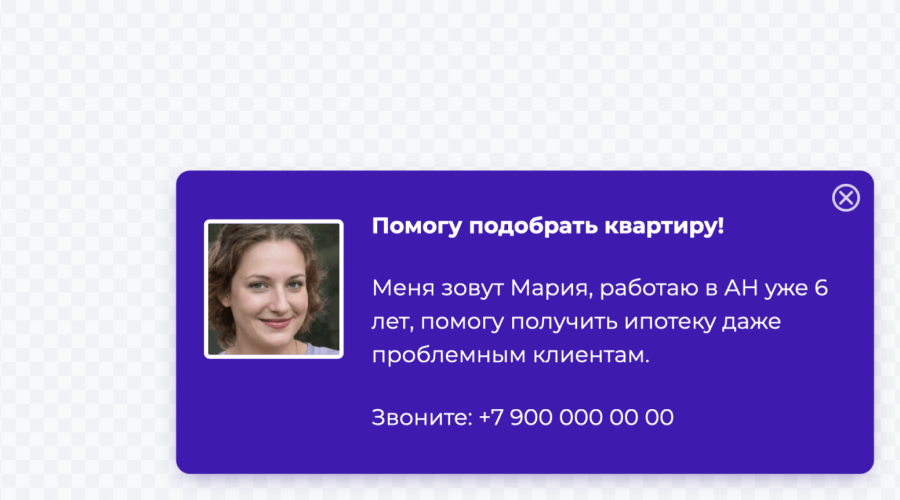 Помогу подобрать квартиру!
Меня зовут Мария, работаю в АН уже 6
лет, помогу получить ипотеку даже
проблемным клиентам.
Звоните: +7 900 000 00 00